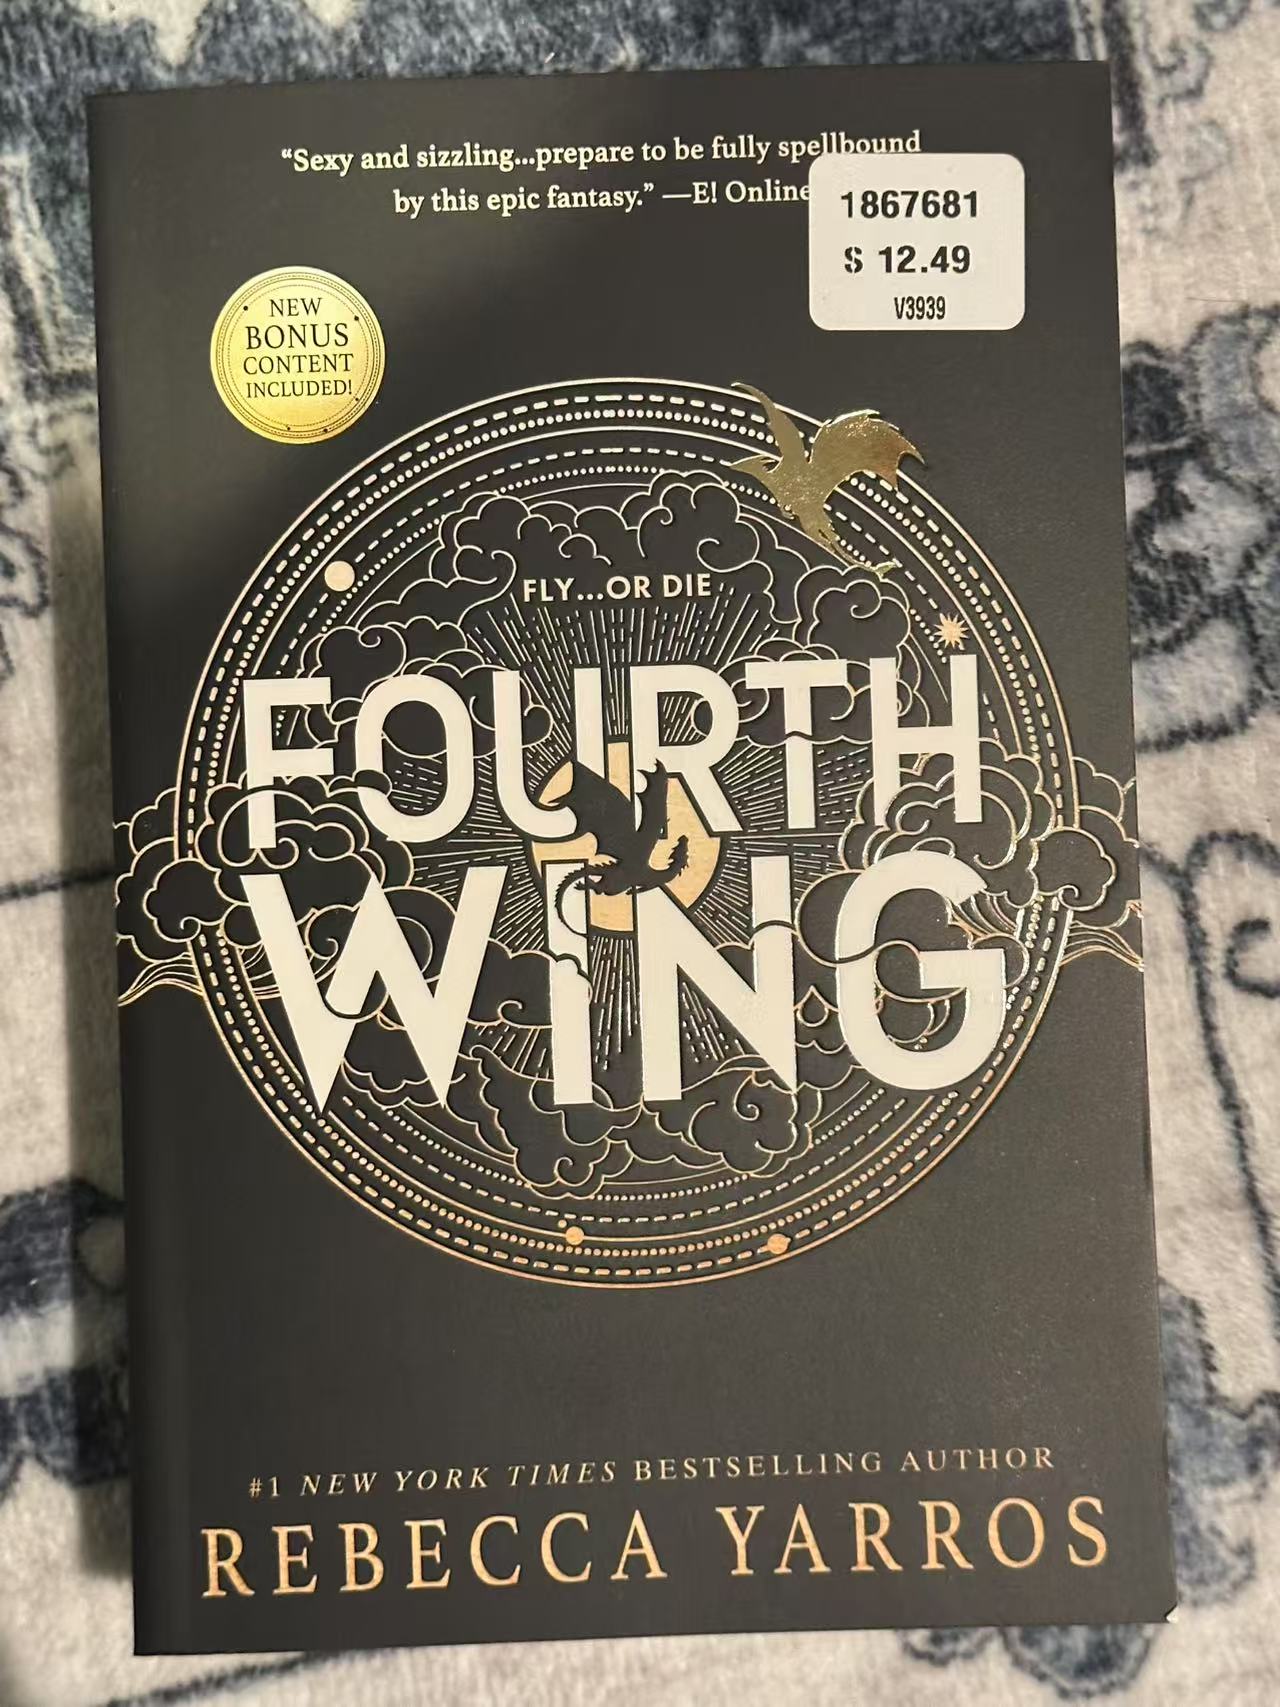 “Sexy and sizzling...prepare to be fully spellbound
by this epic fantasy.” —E! Online
1867681
$ 12.49
V3939
NEW
BONUS
CONTENT
INCLUDED!
FLY...OR DIE
FOURTH
WING
#1 NEW YORK TIMES BESTSELLING AUTHOR
REBECCA YARROS